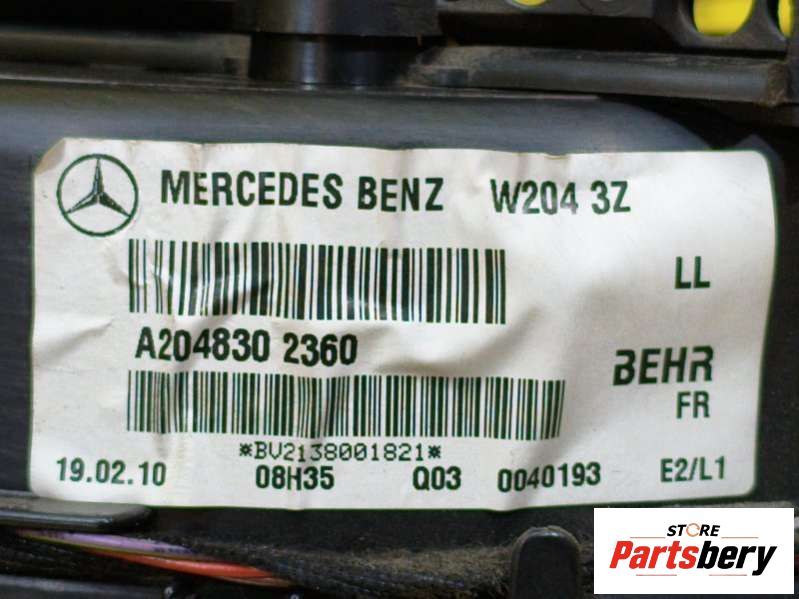 MERCEDES BENZ W204 3Z
LL
A204830 2360
BEHR
FR
*BV2138001821*
19.02.10 08H35 Q03 0040193 E2/L1
STORE
Partsbery